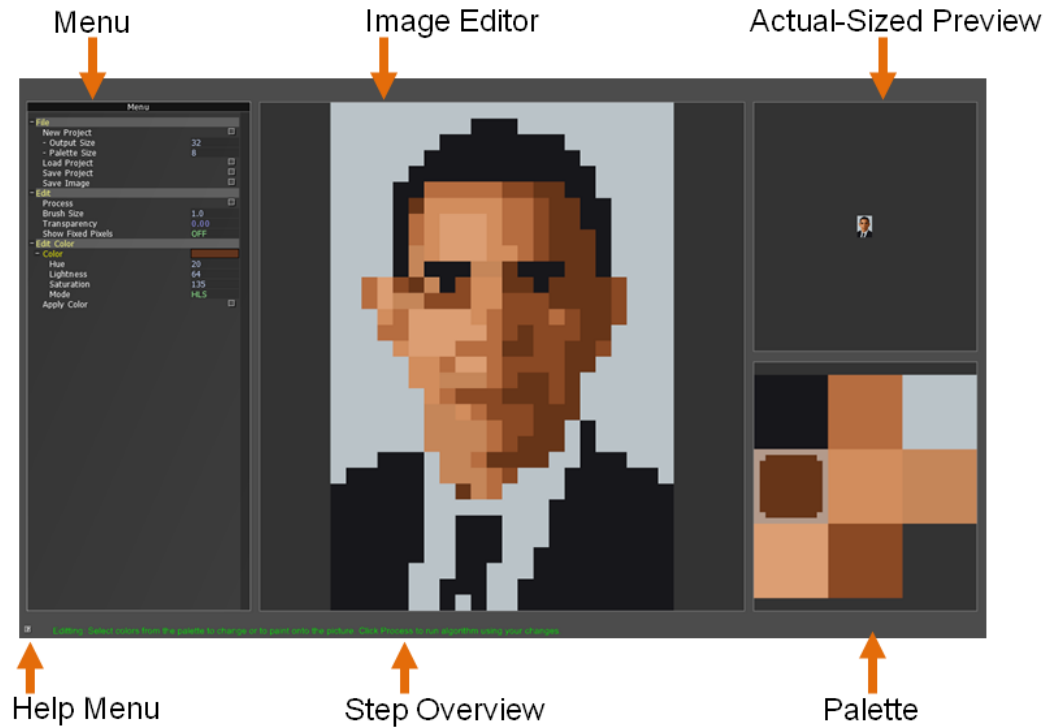 Menu
Image Editor
Actual-Sized Preview
Menu
File
New Project
- Output Size 32
- Palette Size 8
Load Project
Save Project
Save Image
Edit
Process
Brush Size 1.0
Transparency 0.00
Show Fixed Pixels OFF
Edit Color
Color
Hue 20
Lightness 64
Saturation 135
Mode HLS
Apply Color
Editting: Select colors from the palette to change or to paint onto the picture. Click Process to run algorithm using your changes
Help Menu
Step Overview
Palette